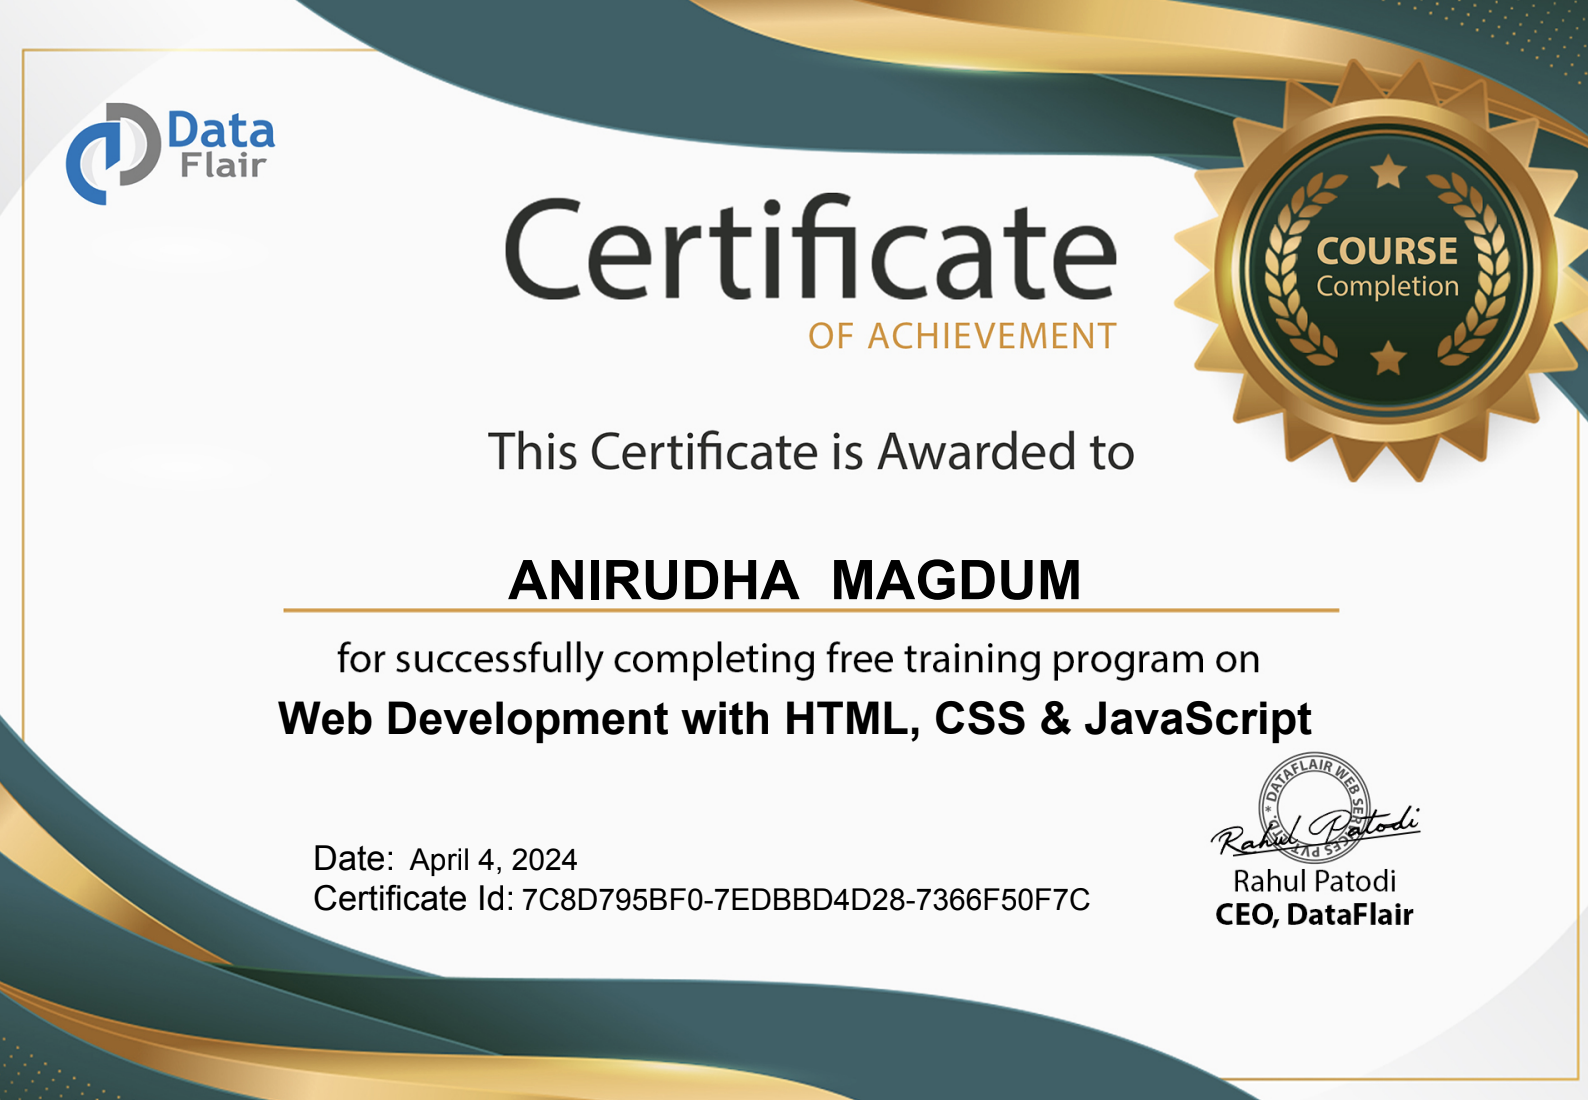 Data
Flair
Certificate
OF ACHIEVEMENT
COURSE
Completion
This Certificate is Awarded to
ANIRUDHA MAGDUM
for successfully completing free training program on
Web Development with HTML, CSS & JavaScript
* DATAFLAIR WEB SERVICES PVT. LTD.
Rahul Patodi
Date: April 4, 2024
Certificate Id: 7C8D795BF0-7EDBBD4D28-7366F50F7C
Rahul Patodi
CEO, DataFlair